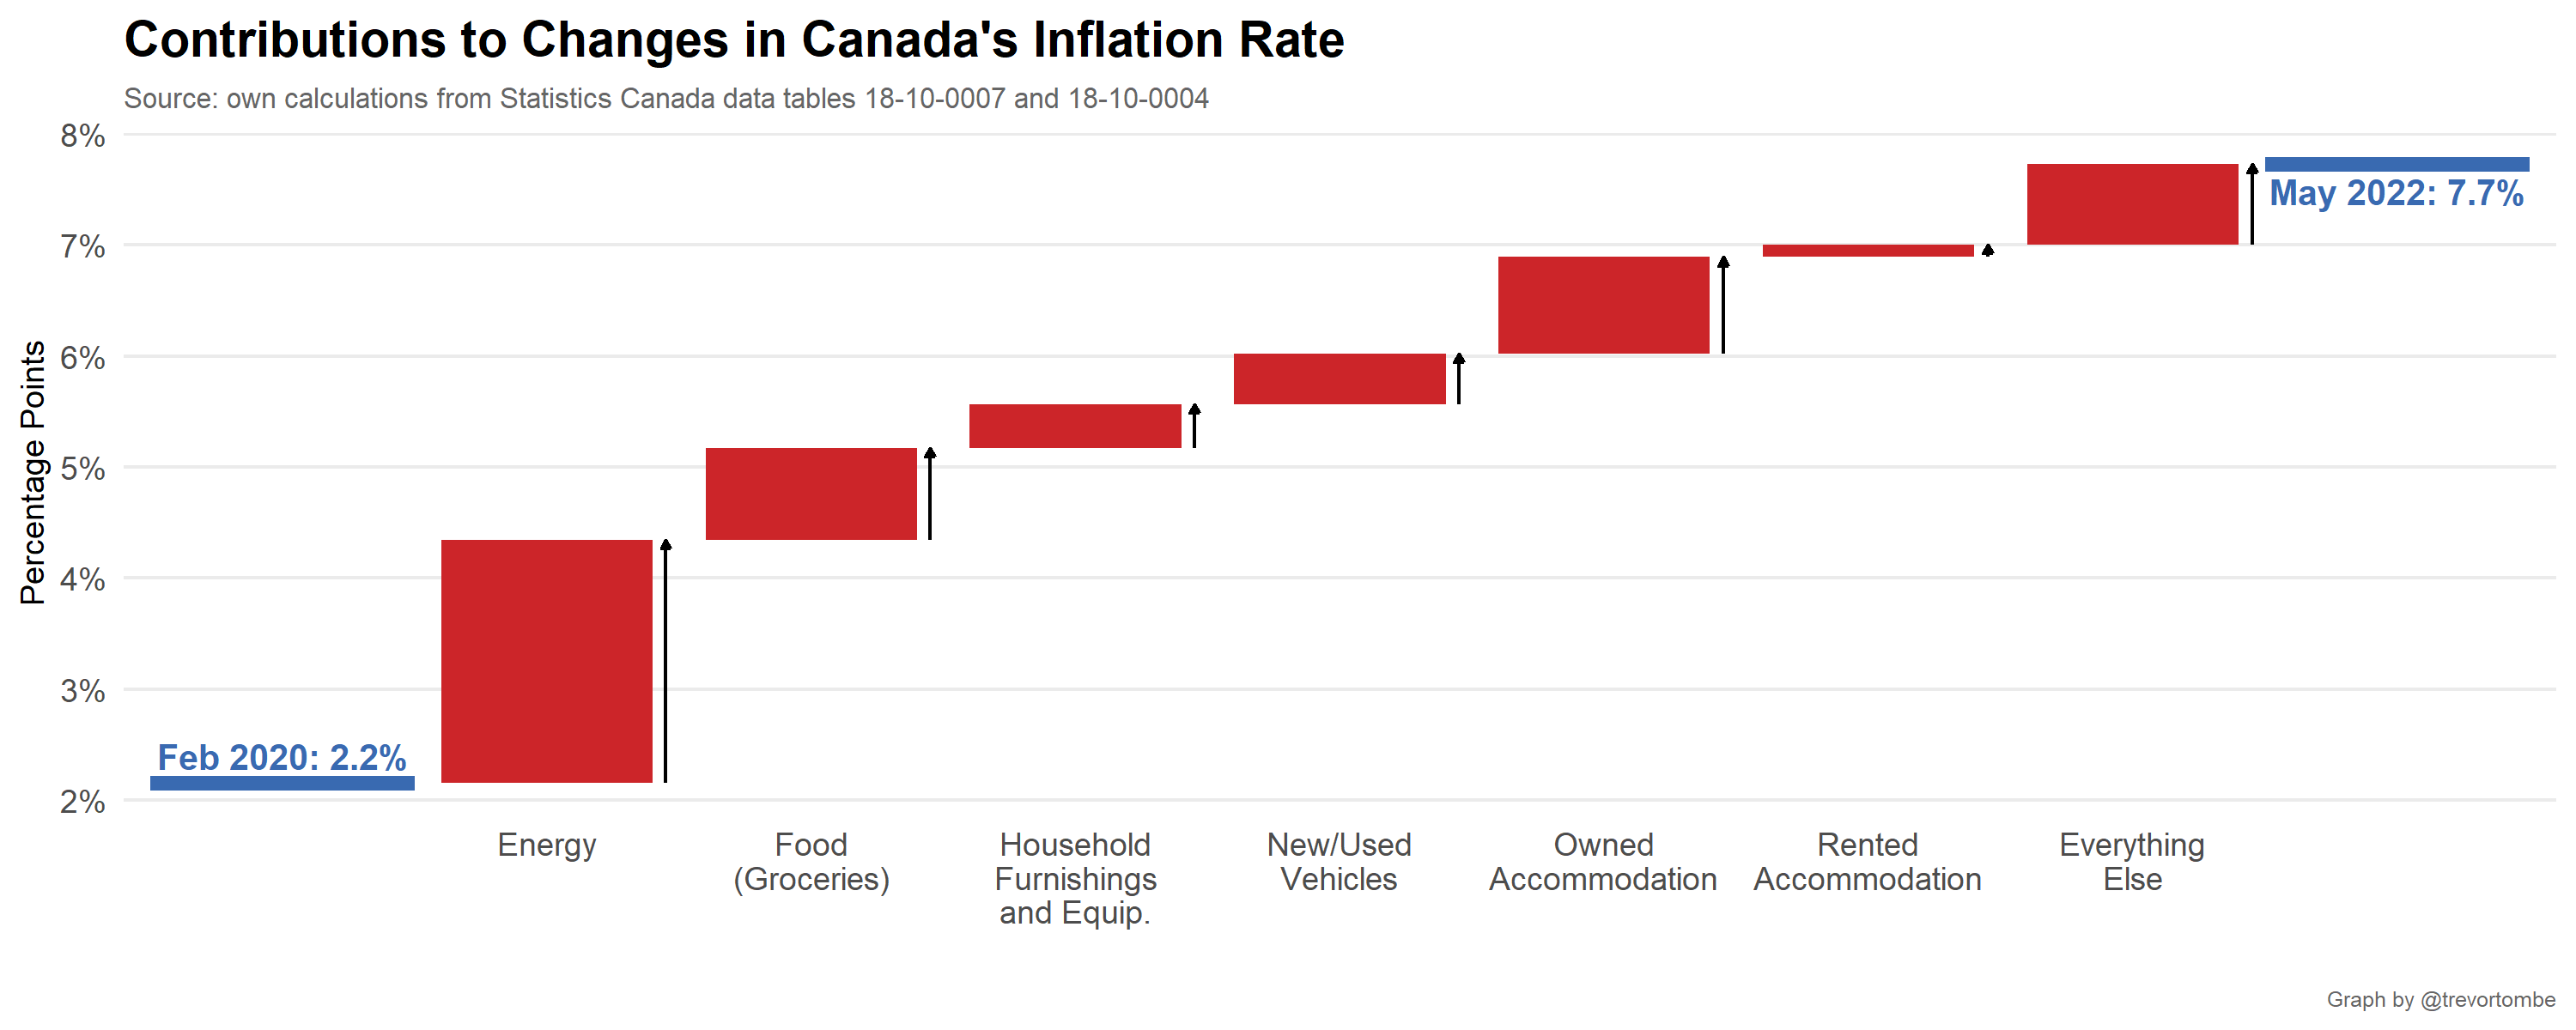 Contributions to Changes in Canada's Inflation Rate
Source: own calculations from Statistics Canada data tables 18-10-0007 and 18-10-0004
8%
7%
6%
5%
4%
3%
2%
Percentage Points
Feb 2020: 2.2%
May 2022: 7.7%
Energy
Food
(Groceries)
Household
Furnishings
and Equip.
New/Used
Vehicles
Owned
Accommodation
Rented
Accommodation
Everything
Else
Graph by @trevortombe